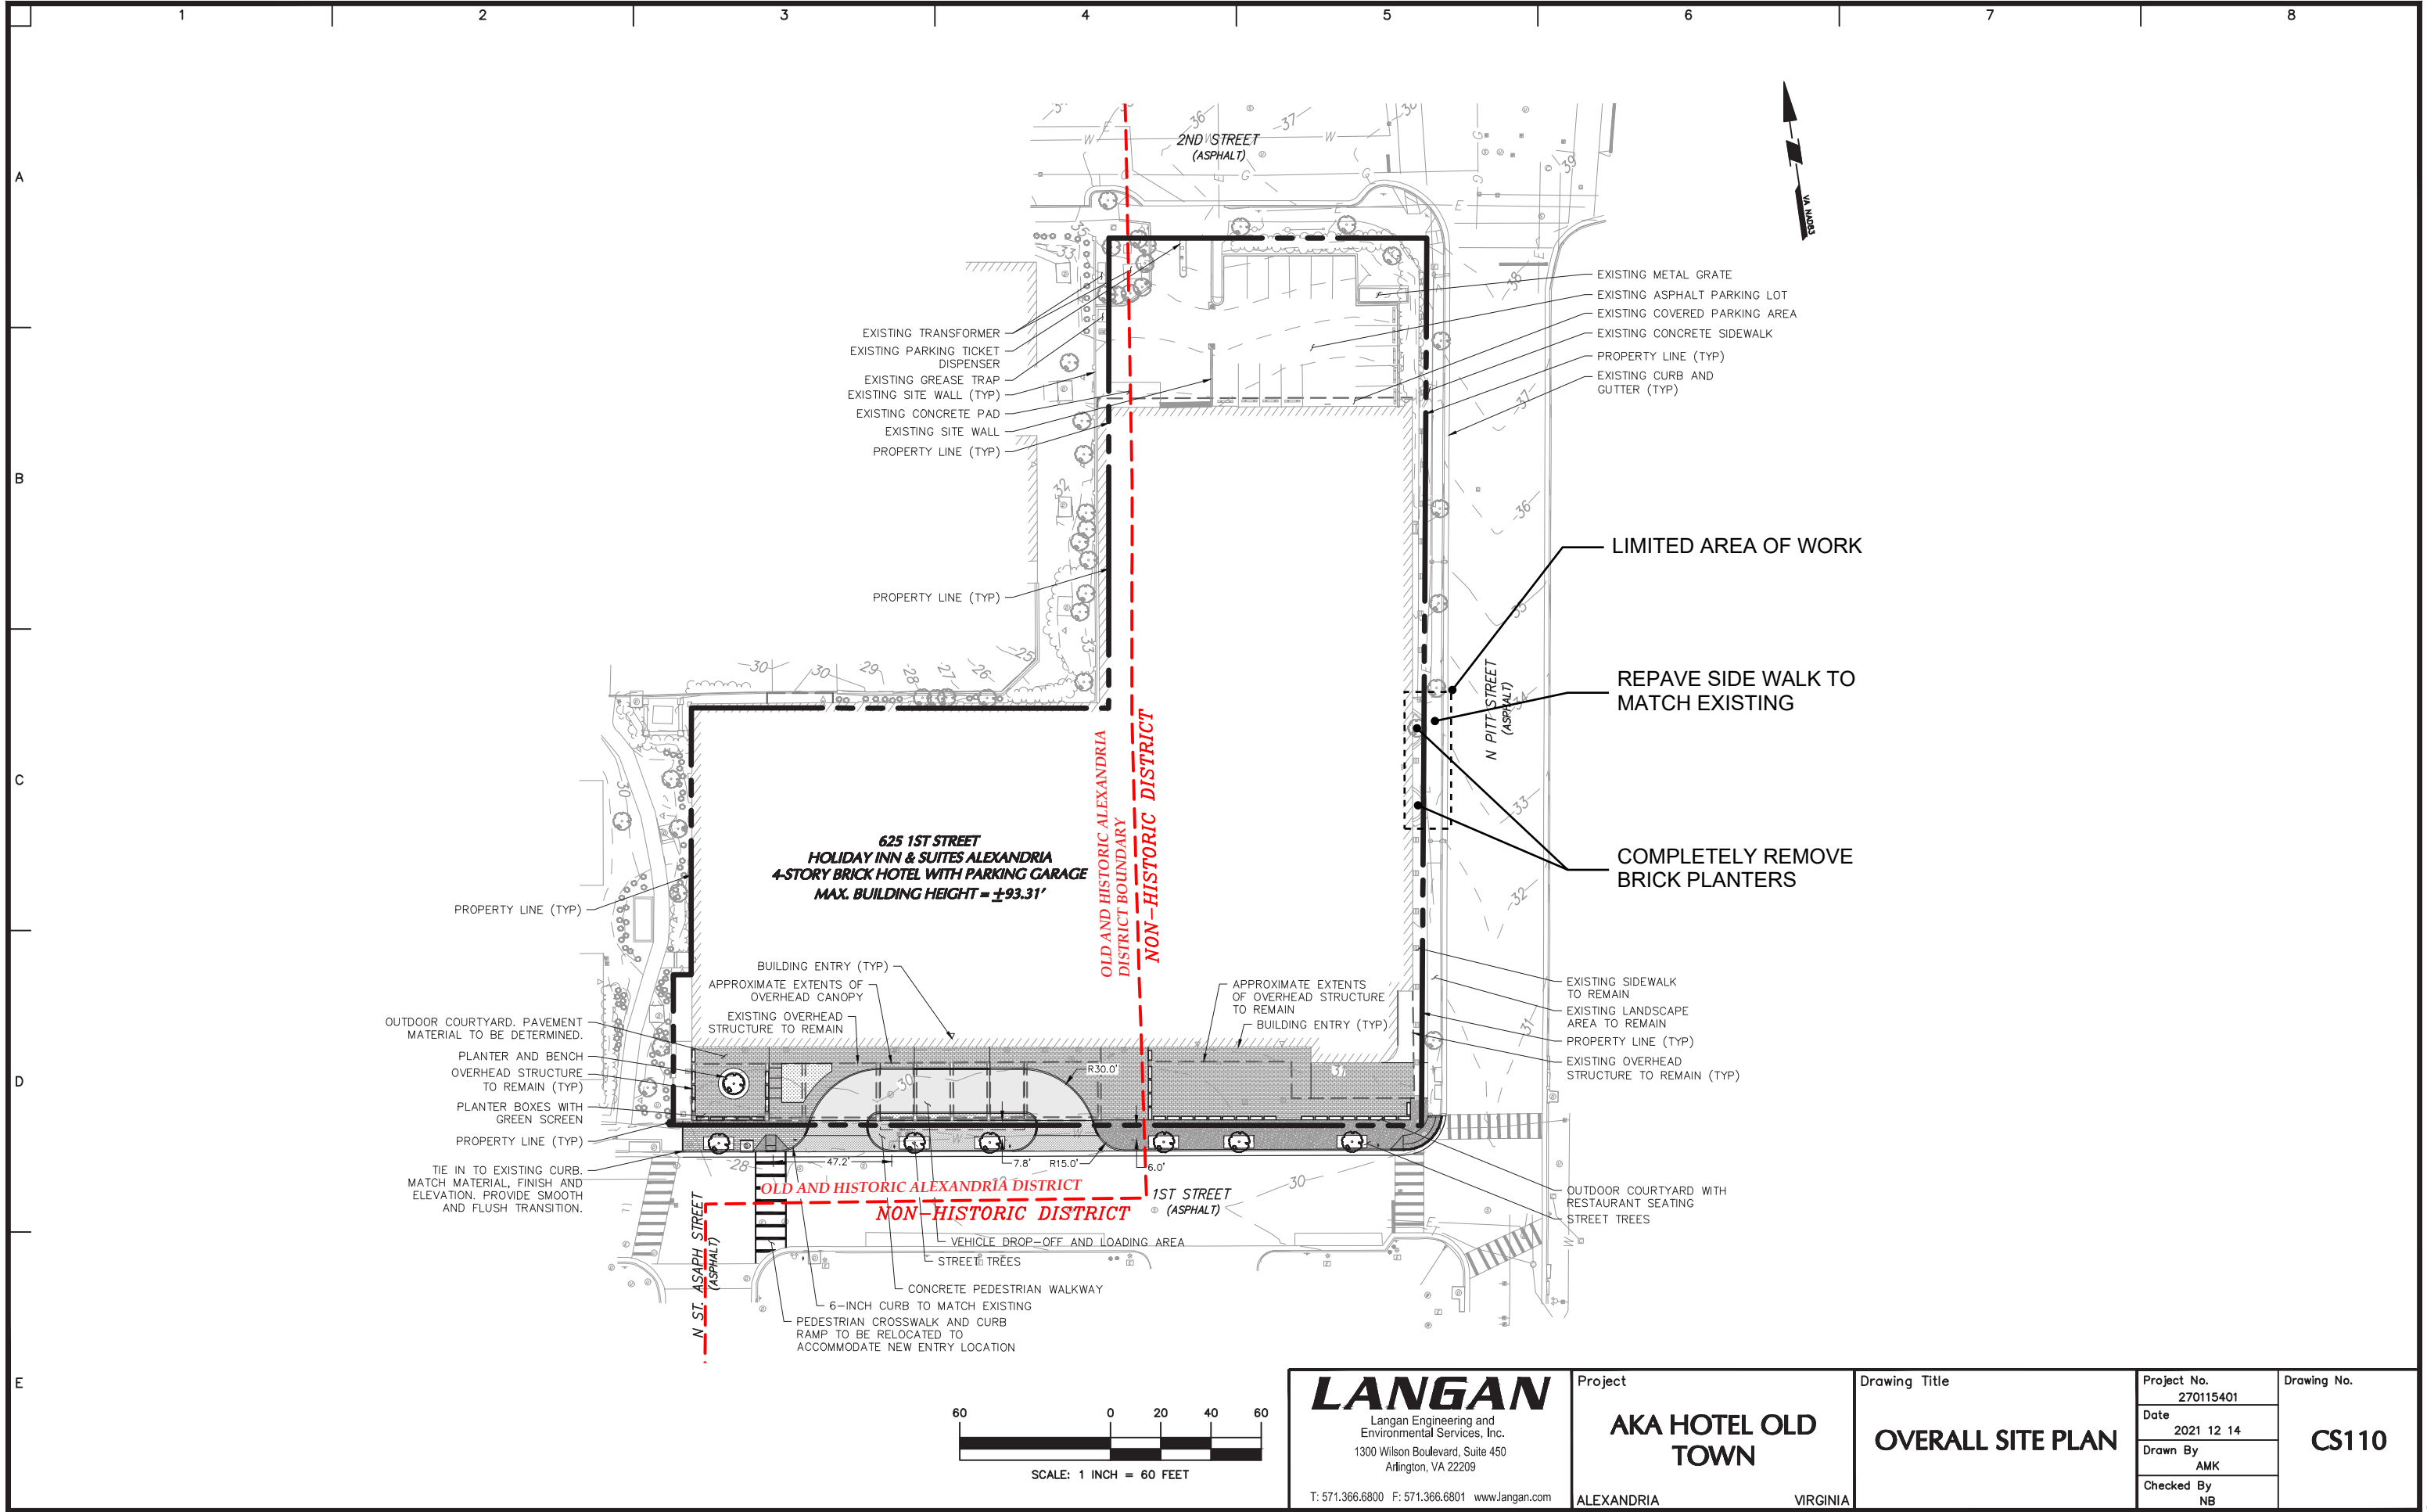 1 2 3 4 5 6 7 8
A
B
C
D
E
2ND STREET
(ASPHALT)
VA NAD83
EXISTING TRANSFORMER
EXISTING PARKING TICKET
DISPENSER
EXISTING GREASE TRAP
EXISTING SITE WALL (TYP)
EXISTING CONCRETE PAD
EXISTING SITE WALL
PROPERTY LINE (TYP)
PROPERTY LINE (TYP)
EXISTING METAL GRATE
EXISTING ASPHALT PARKING LOT
EXISTING COVERED PARKING AREA
EXISTING CONCRETE SIDEWALK
PROPERTY LINE (TYP)
EXISTING CURB AND
GUTTER (TYP)
LIMITED AREA OF WORK
REPAVE SIDE WALK TO
MATCH EXISTING
COMPLETELY REMOVE
BRICK PLANTERS
N PITT STREET
(ASPHALT)
OLD AND HISTORIC ALEXANDRIA
DISTRICT BOUNDARY
NON-HISTORIC DISTRICT
625 1ST STREET
HOLIDAY INN & SUITES ALEXANDRIA
4-STORY BRICK HOTEL WITH PARKING GARAGE
MAX. BUILDING HEIGHT = ±93.31'
PROPERTY LINE (TYP)
BUILDING ENTRY (TYP)
APPROXIMATE EXTENTS OF
OVERHEAD CANOPY
EXISTING OVERHEAD
STRUCTURE TO REMAIN
APPROXIMATE EXTENTS
OF OVERHEAD STRUCTURE
TO REMAIN
BUILDING ENTRY (TYP)
OUTDOOR COURTYARD. PAVEMENT
MATERIAL TO BE DETERMINED.
PLANTER AND BENCH
OVERHEAD STRUCTURE
TO REMAIN (TYP)
PLANTER BOXES WITH
GREEN SCREEN
PROPERTY LINE (TYP)
TIE IN TO EXISTING CURB.
MATCH MATERIAL, FINISH AND
ELEVATION. PROVIDE SMOOTH
AND FLUSH TRANSITION.
EXISTING SIDEWALK
TO REMAIN
EXISTING LANDSCAPE
AREA TO REMAIN
PROPERTY LINE (TYP)
EXISTING OVERHEAD
STRUCTURE TO REMAIN (TYP)
OUTDOOR COURTYARD WITH
RESTAURANT SEATING
STREET TREES
R30.0'
47.2'
7.8'
R15.0'
6.0'
OLD AND HISTORIC ALEXANDRIA DISTRICT
NON-HISTORIC DISTRICT
1ST STREET
(ASPHALT)
N ST. ASAPH STREET
(ASPHALT)
VEHICLE DROP-OFF AND LOADING AREA
STREET TREES
CONCRETE PEDESTRIAN WALKWAY
6-INCH CURB TO MATCH EXISTING
PEDESTRIAN CROSSWALK AND CURB
RAMP TO BE RELOCATED TO
ACCOMMODATE NEW ENTRY LOCATION
60 0 20 40 60
SCALE: 1 INCH = 60 FEET
LANGAN
Langan Engineering and
Environmental Services, Inc.
1300 Wilson Boulevard, Suite 450
Arlington, VA 22209
T: 571.366.6800 F: 571.366.6801 www.langan.com
Project
AKA HOTEL OLD
TOWN
ALEXANDRIA VIRGINIA
Drawing Title
OVERALL SITE PLAN
Project No.
270115401
Date
2021 12 14
Drawn By
AMK
Checked By
NB
Drawing No.
CS110